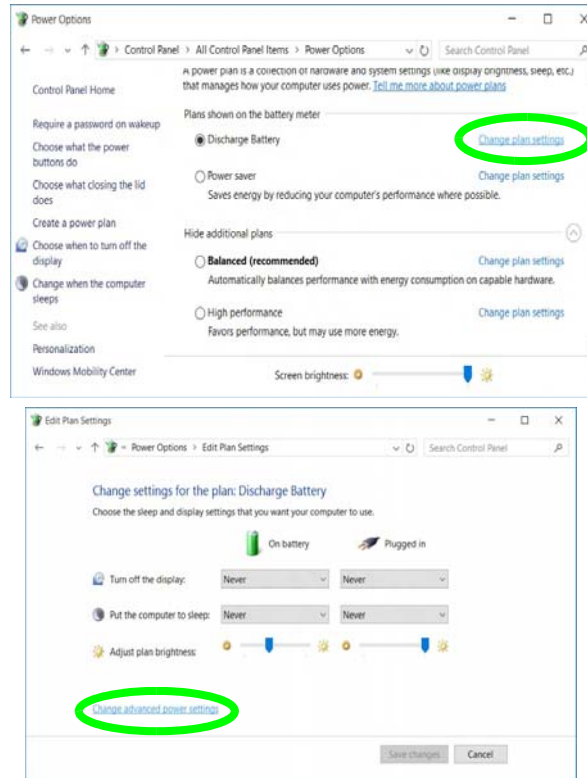 Power Options
Control Panel > All Control Panel Items > Power Options
Search Control Panel
A power plan is a collection of hardware and system settings (like display brightness, sleep, etc.)
that manages how your computer uses power. Tell me more about power plans
Control Panel Home
Require a password on wakeup
Choose what the power
buttons do
Choose what closing the lid
does
Create a power plan
Choose when to turn off the
display
Change when the computer
sleeps
See also
Personalization
Windows Mobility Center
Plans shown on the battery meter
Discharge Battery
Change plan settings
Power saver
Change plan settings
Saves energy by reducing your computer's performance where possible.
Hide additional plans
Balanced (recommended)
Change plan settings
Automatically balances performance with energy consumption on capable hardware.
High performance
Change plan settings
Favors performance, but may use more energy.
Screen brightness:
Edit Plan Settings
« Power Options > Edit Plan Settings
Search Control Panel
Change settings for the plan: Discharge Battery
Choose the sleep and display settings that you want your computer to use.
On battery
Plugged in
Turn off the display:
Never
Never
Put the computer to sleep:
Never
Never
Adjust plan brightness:
Change advanced power settings
Save changes
Cancel